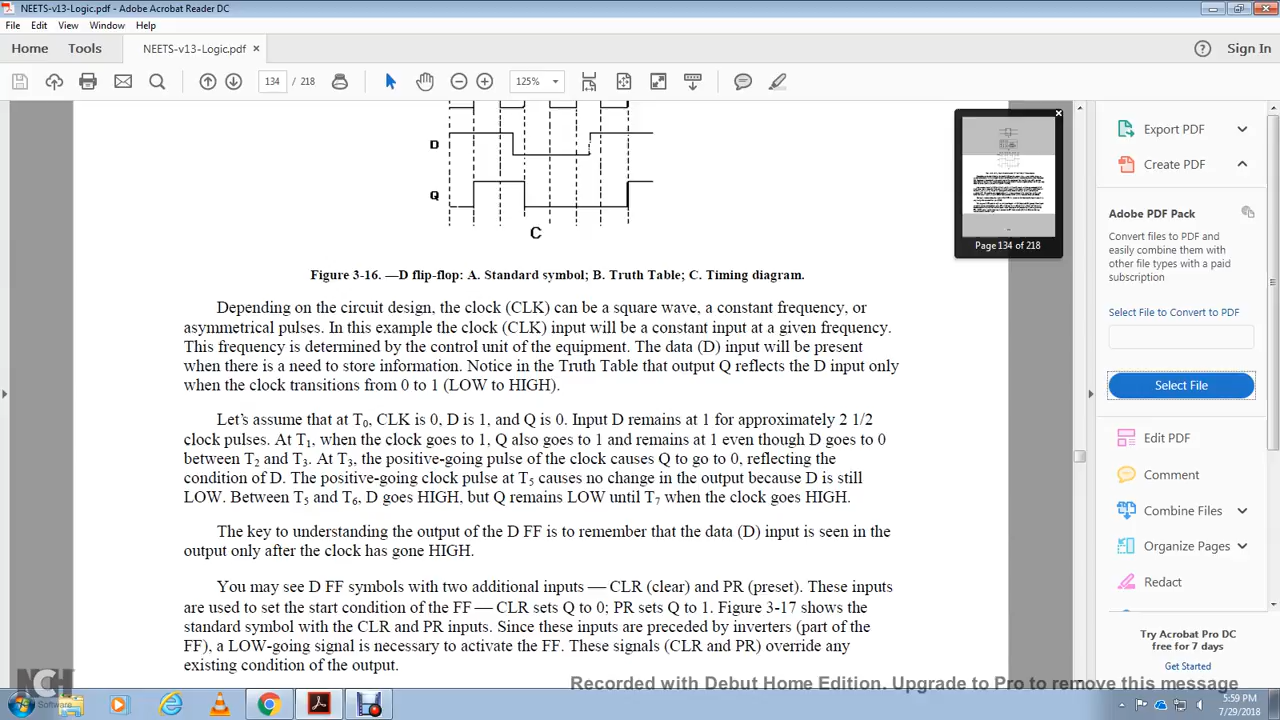 NEETS-v13-Logic.pdf - Adobe Acrobat Reader DC
File Edit View Window Help
Home Tools NEETS-v13-Logic.pdf × ? Sign In
134 / 218 125%
D
Q
C
Figure 3-16. —D flip-flop: A. Standard symbol; B. Truth Table; C. Timing diagram.
Depending on the circuit design, the clock (CLK) can be a square wave, a constant frequency, or
asymmetrical pulses. In this example the clock (CLK) input will be a constant input at a given frequency.
This frequency is determined by the control unit of the equipment. The data (D) input will be present
when there is a need to store information. Notice in the Truth Table that output Q reflects the D input only
when the clock transitions from 0 to 1 (LOW to HIGH).
Let's assume that at T0, CLK is 0, D is 1, and Q is 0. Input D remains at 1 for approximately 2 1/2
clock pulses. At T1, when the clock goes to 1, Q also goes to 1 and remains at 1 even though D goes to 0
between T2 and T3. At T3, the positive-going pulse of the clock causes Q to go to 0, reflecting the
condition of D. The positive-going clock pulse at T5 causes no change in the output because D is still
LOW. Between T5 and T6, D goes HIGH, but Q remains LOW until T7 when the clock goes HIGH.
The key to understanding the output of the D FF is to remember that the data (D) input is seen in the
output only after the clock has gone HIGH.
You may see D FF symbols with two additional inputs — CLR (clear) and PR (preset). These inputs
are used to set the start condition of the FF — CLR sets Q to 0; PR sets Q to 1. Figure 3-17 shows the
standard symbol with the CLR and PR inputs. Since these inputs are preceded by inverters (part of the
FF), a LOW-going signal is necessary to activate the FF. These signals (CLR and PR) override any
existing condition of the output.
Page 134 of 218
Export PDF
Create PDF
Adobe PDF Pack
Convert files to PDF and
easily combine them with
other file types with a paid
subscription
Select File to Convert to PDF
Select File
Edit PDF
Comment
Combine Files
Organize Pages
Redact
Try Acrobat Pro DC
free for 7 days
Get Started
NCH
Software
Recorded with Debut Home Edition. Upgrade to Pro to remove this message
5:59 PM
7/29/2018